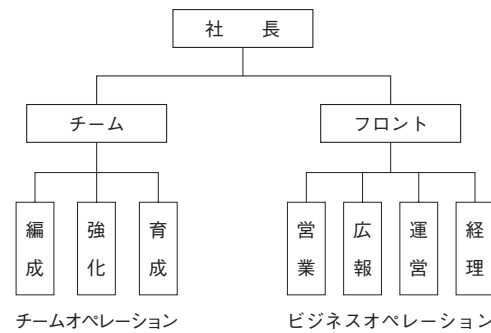 社長
チーム
フロント
編成
強化
育成
営業
広報
運営
経理
チームオペレーション
ビジネスオペレーション